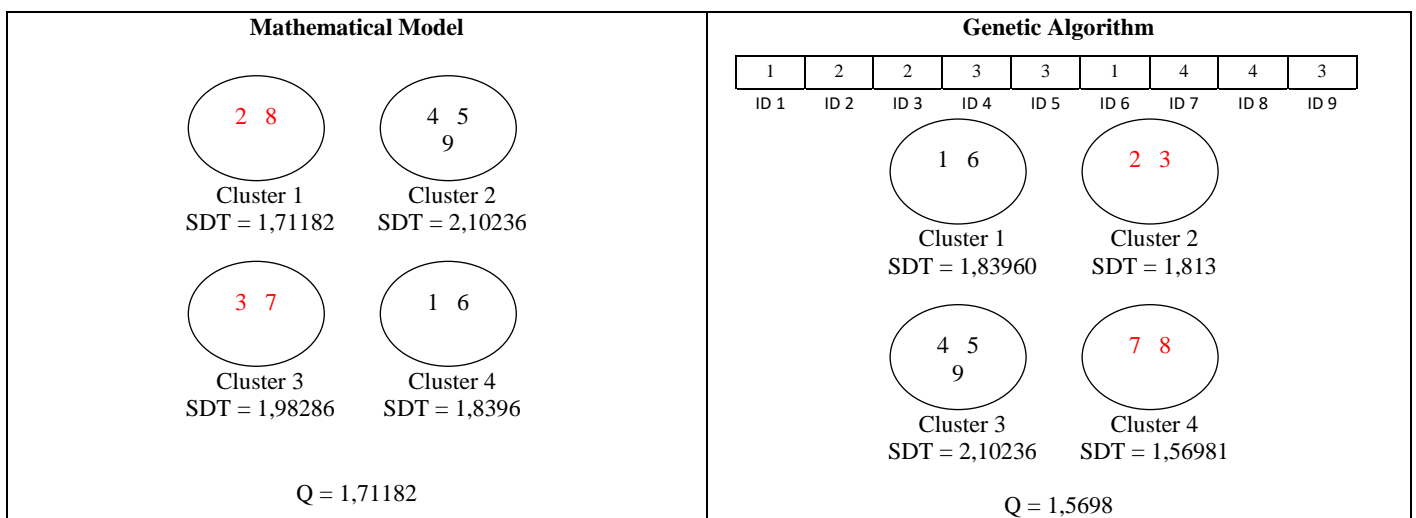 Mathematical Model
2 8
4 5
9
Cluster 1
SDT = 1,71182
Cluster 2
SDT = 2,10236
3 7
1 6
Cluster 3
SDT = 1,98286
Cluster 4
SDT = 1,8396
Q = 1,71182
Genetic Algorithm
1 2 2 3 3 1 4 4 3
ID 1 ID 2 ID 3 ID 4 ID 5 ID 6 ID 7 ID 8 ID 9
1 6
2 3
Cluster 1
SDT = 1,83960
Cluster 2
SDT = 1,813
4 5
9
7 8
Cluster 3
SDT = 2,10236
Cluster 4
SDT = 1,56981
Q = 1,5698